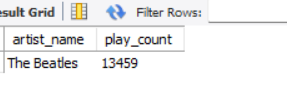 esult Grid Filter Rows:
artist_name play_count
The Beatles 13459